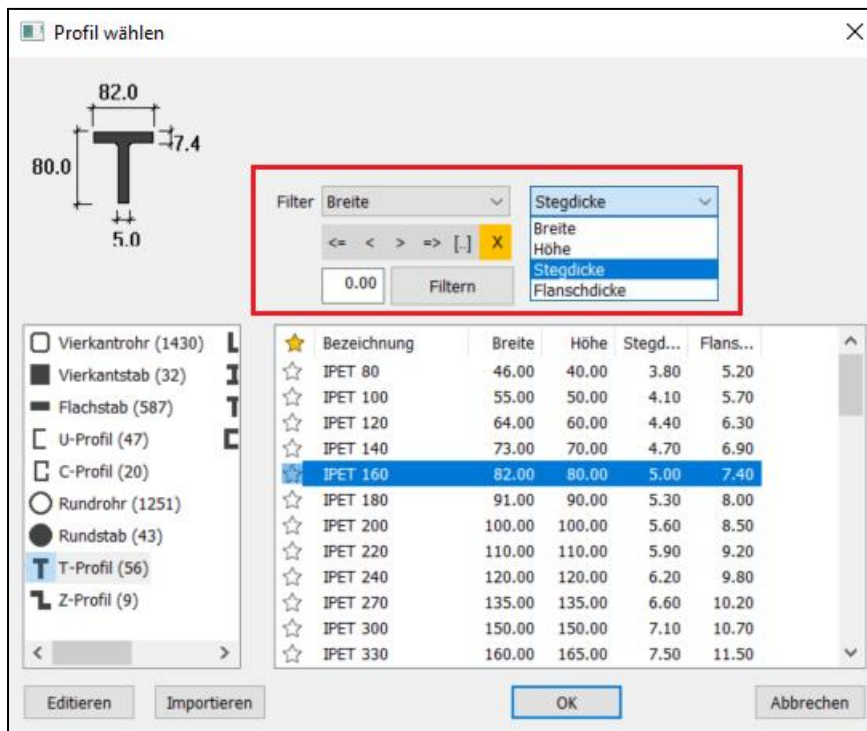 Profil wählen
82.0
7.4
80.0
5.0
Filter Breite Stegdicke
<= < > => [..] X
0.00 Filtern
Breite
Höhe
Stegdicke
Flanschdicke
Vierkantrohr (1430)
Vierkantstab (32)
Flachstab (587)
U-Profil (47)
C-Profil (20)
Rundrohr (1251)
Rundstab (43)
T-Profil (56)
Z-Profil (9)
Bezeichnung Breite Höhe Stegd... Flans...
IPET 80 46.00 40.00 3.80 5.20
IPET 100 55.00 50.00 4.10 5.70
IPET 120 64.00 60.00 4.40 6.30
IPET 140 73.00 70.00 4.70 6.90
IPET 160 82.00 80.00 5.00 7.40
IPET 180 91.00 90.00 5.30 8.00
IPET 200 100.00 100.00 5.60 8.50
IPET 220 110.00 110.00 5.90 9.20
IPET 240 120.00 120.00 6.20 9.80
IPET 270 135.00 135.00 6.60 10.20
IPET 300 150.00 150.00 7.10 10.70
IPET 330 160.00 165.00 7.50 11.50
Editieren Importieren OK Abbrechen